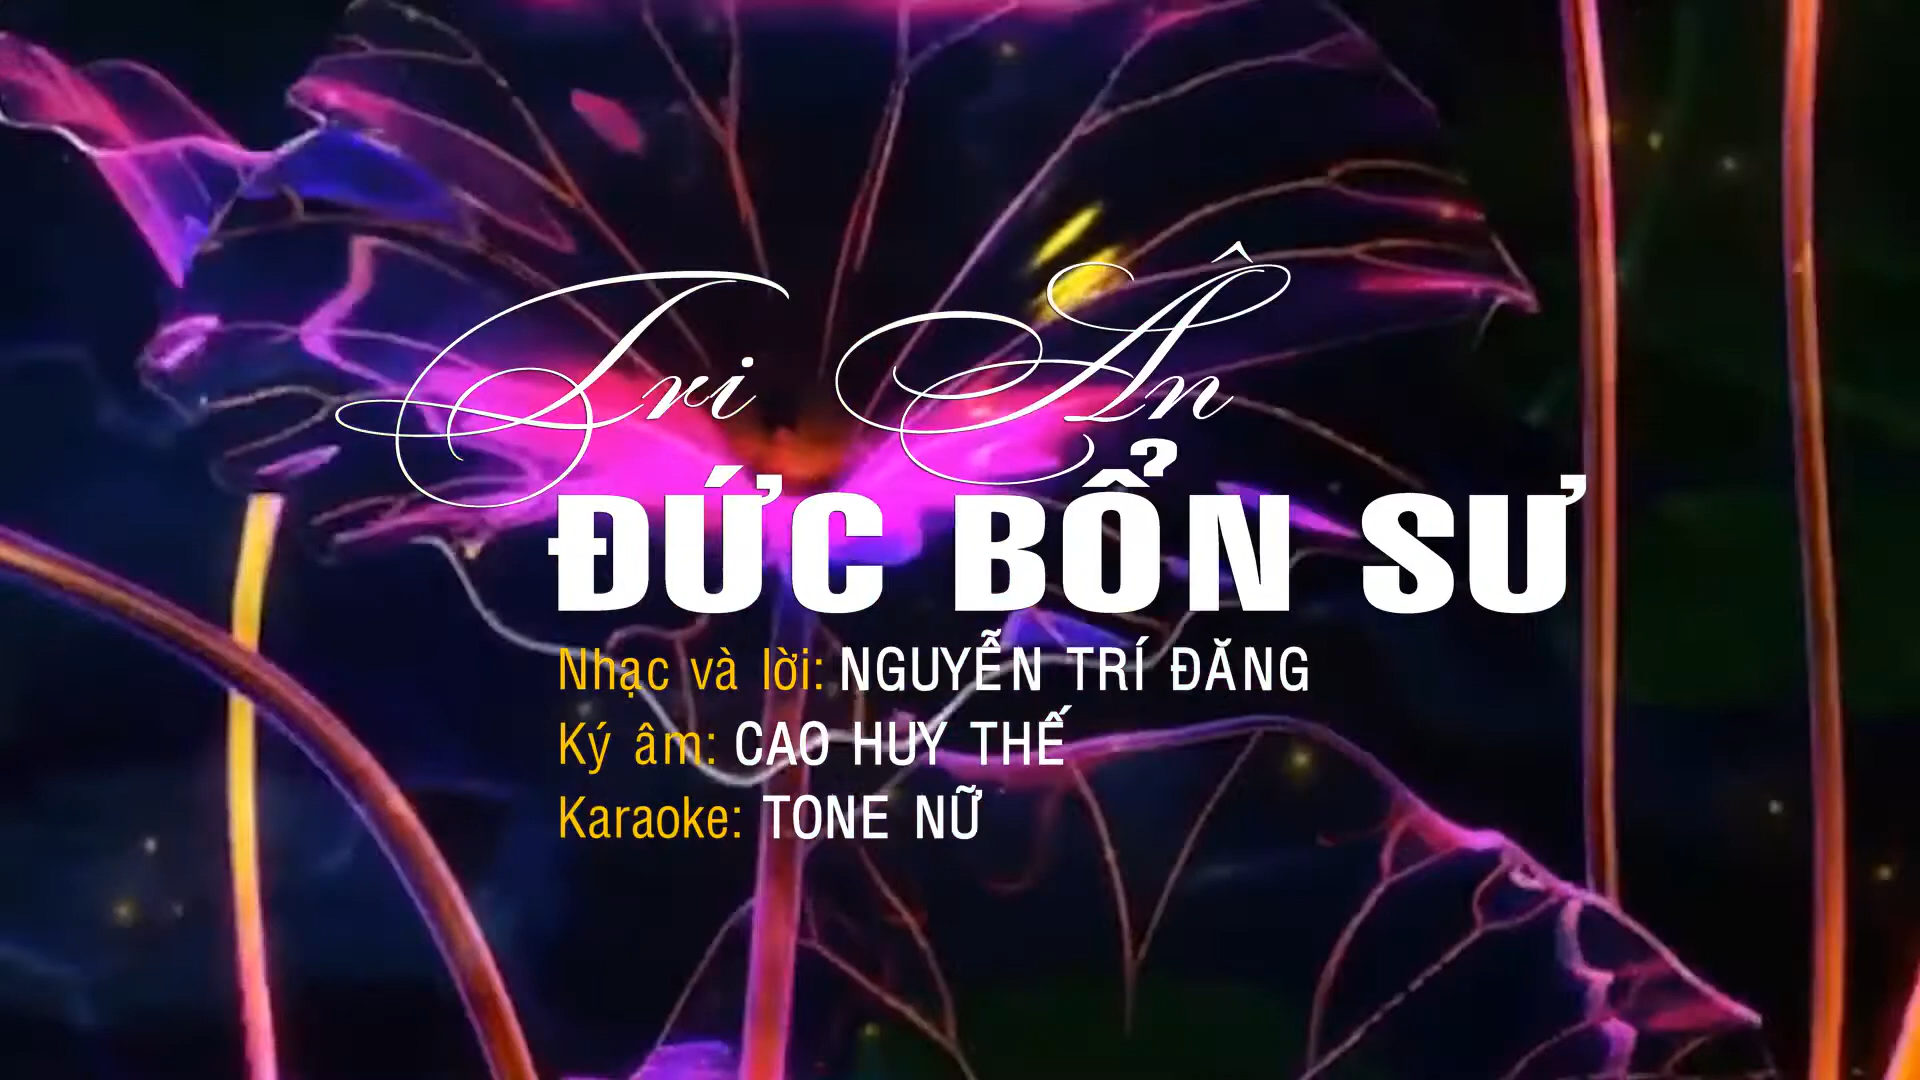 Tri Ân
ĐỨC BỔN SƯ
Nhạc và lời: NGUYỄN TRÍ ĐĂNG
Ký âm: CAO HUY THẾ
Karaoke: TONE NỮ